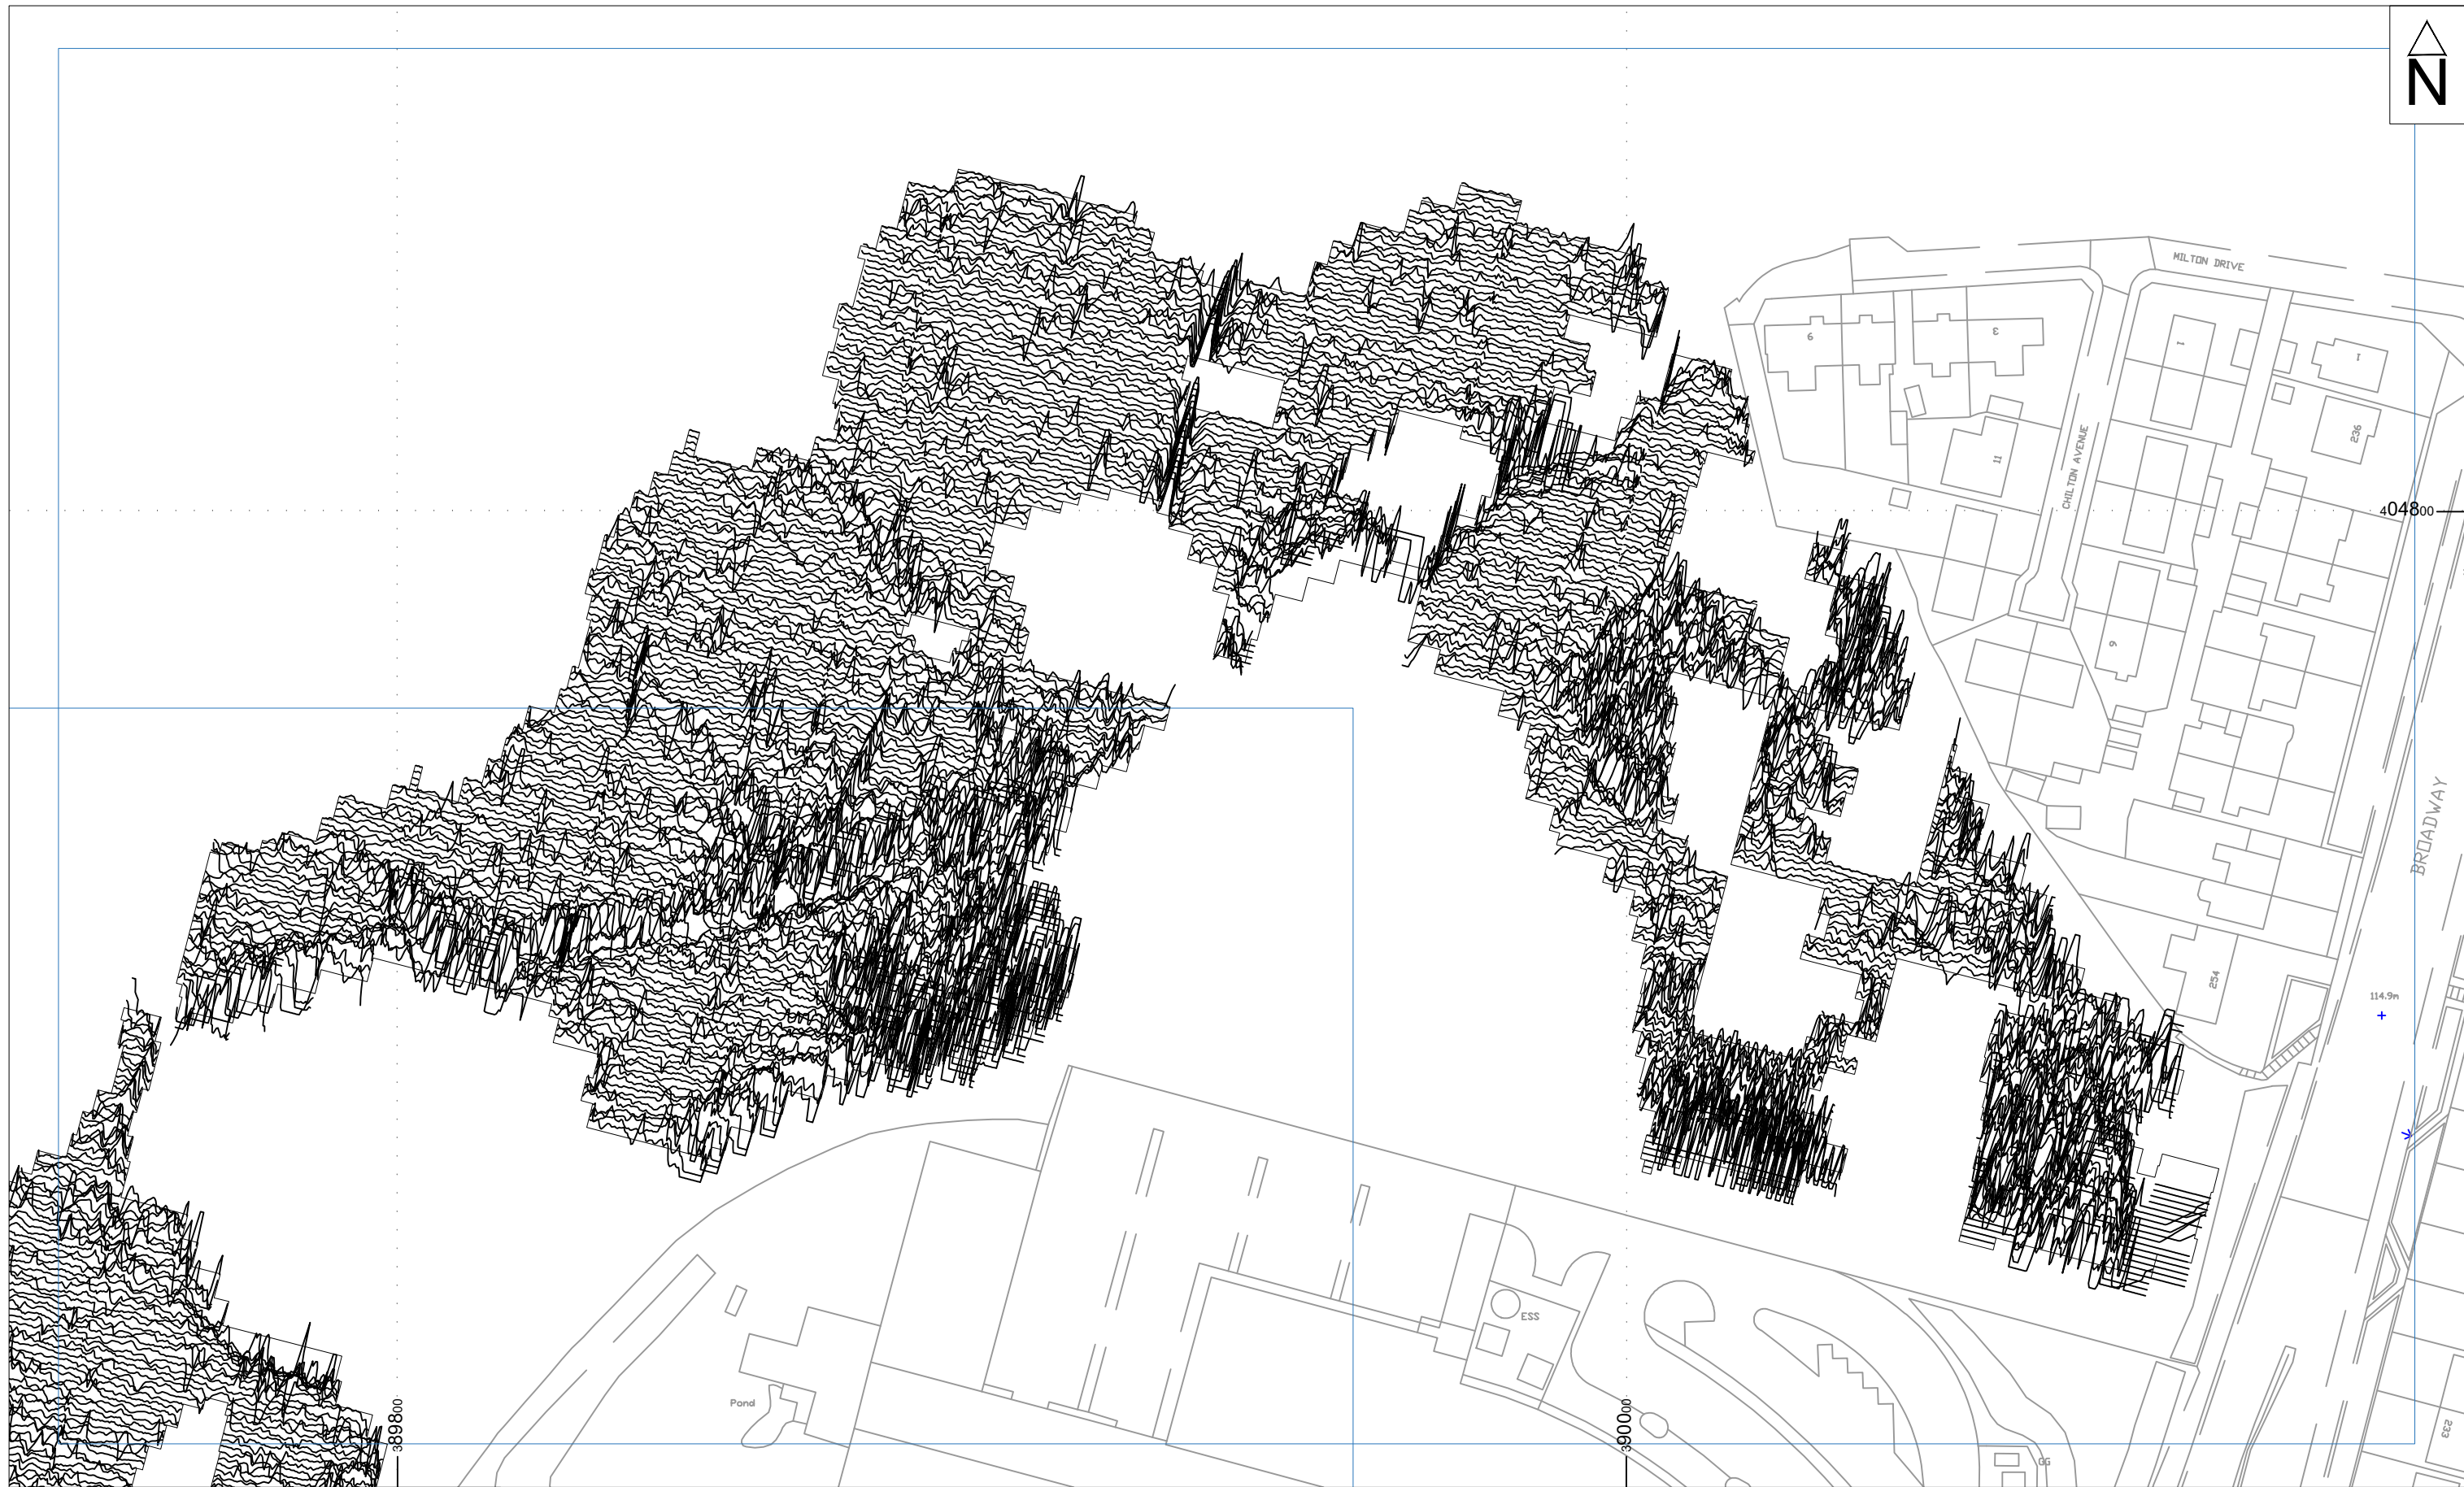 N
MILTON DRIVE
9
3
1
1
236
11
CHILTON AVENUE
404800
9
BROADWAY
254
114.9m
ESS
389800
390000
Pond
233
GG